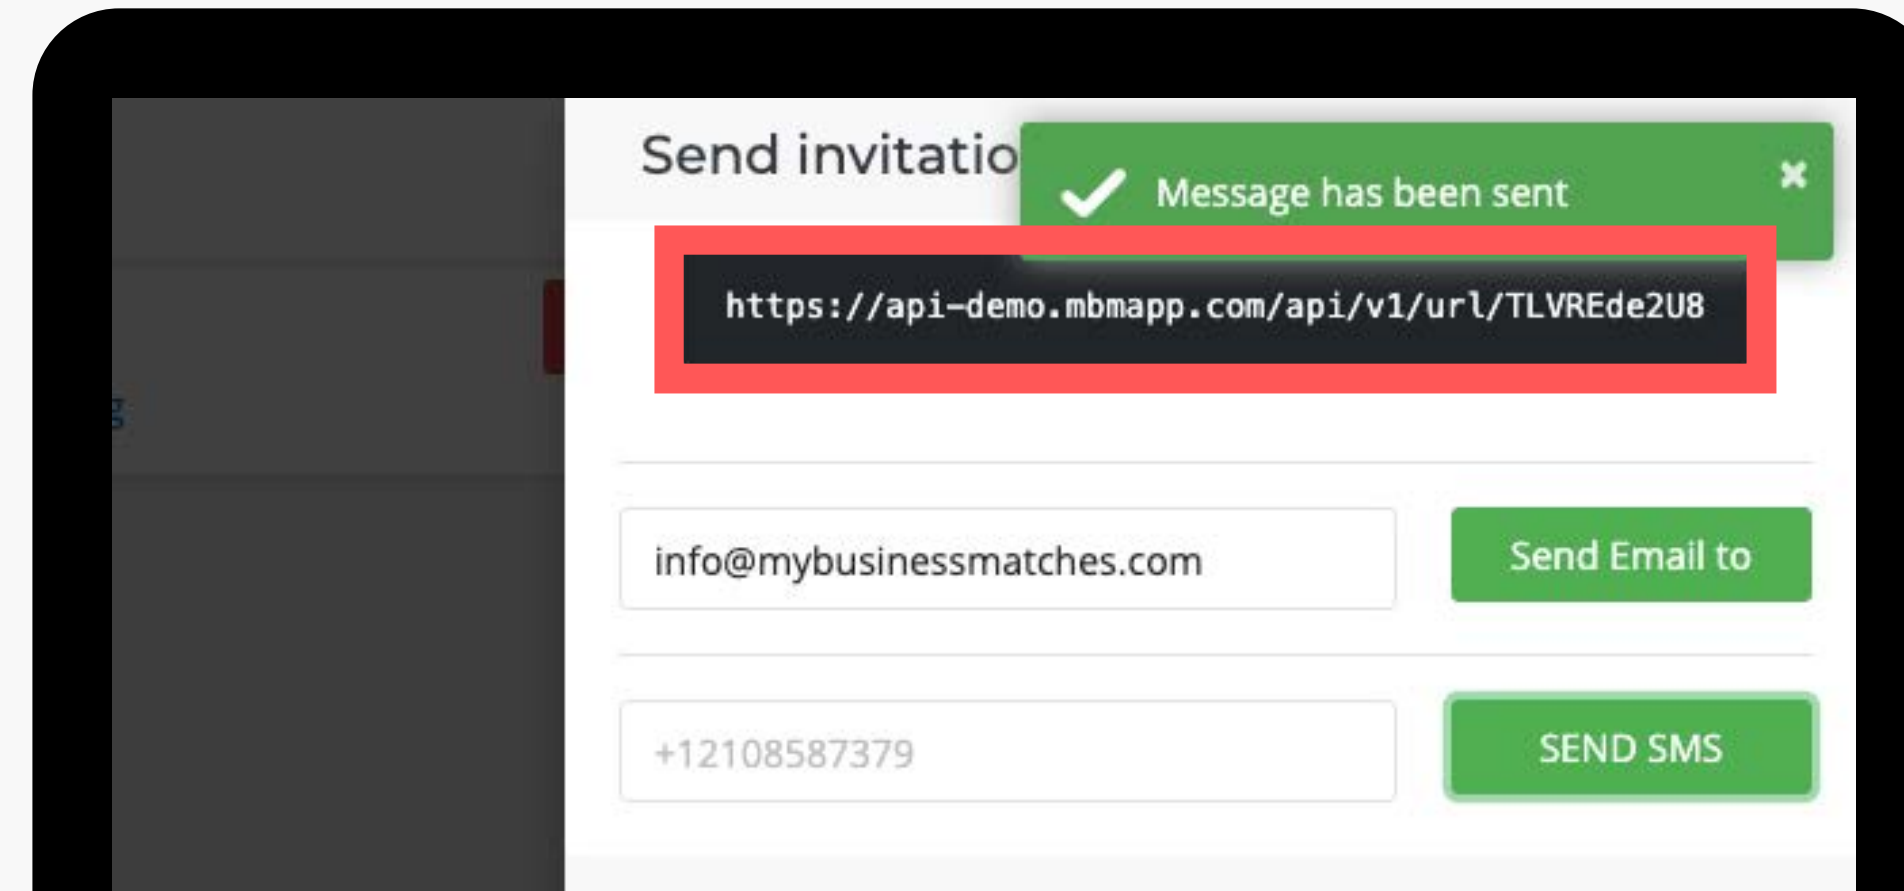 Send invitatio
Message has been sent
https://api-demo.mbmapp.com/api/v1/url/TLVREde2U8
g
info@mybusinessmatches.com
Send Email to
+12108587379
SEND SMS